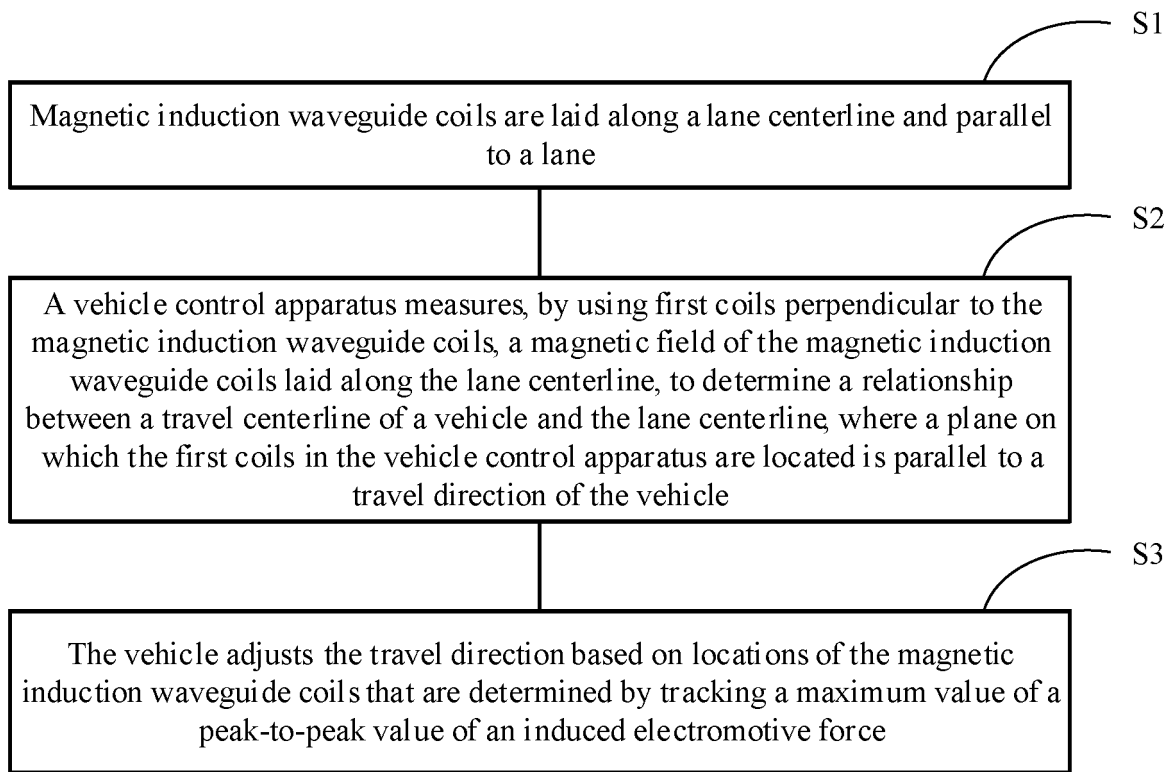 S1
Magnetic induction waveguide coils are laid along a lane centerline and parallel
to a lane
S2
A vehicle control apparatus measures, by using first coils perpendicular to the
magnetic induction waveguide coils, a magnetic field of the magnetic induction
waveguide coils laid along the lane centerline, to determine a relationship
between a travel centerline of a vehicle and the lane centerline, where a plane on
which the first coils in the vehicle control apparatus are located is parallel to a
travel direction of the vehicle
S3
The vehicle adjusts the travel direction based on locations of the magnetic
induction waveguide coils that are determined by tracking a maximum value of a
peak-to-peak value of an induced electromotive force